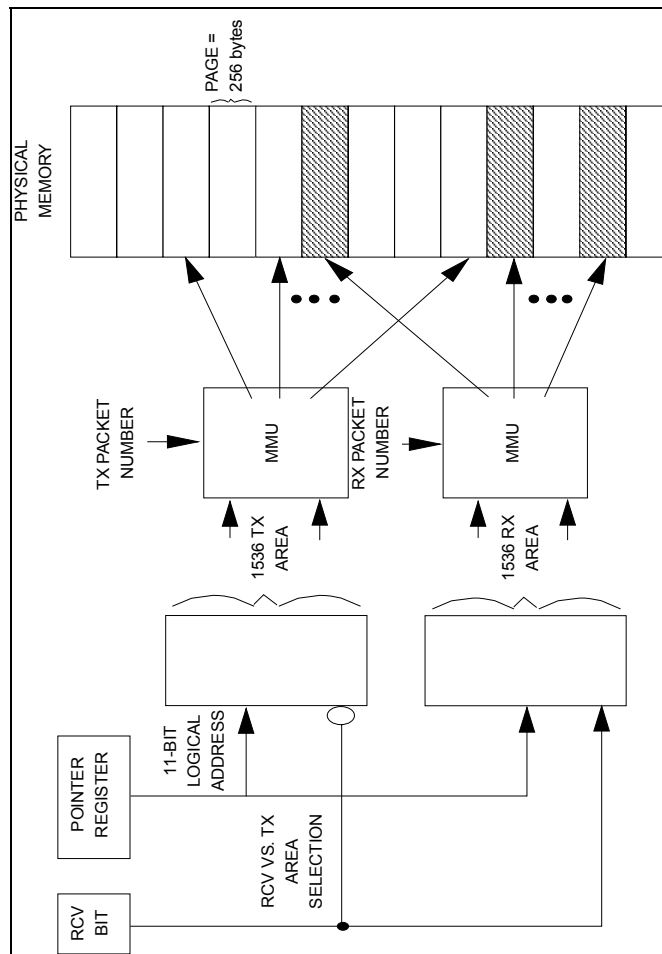 PHYSICAL
MEMORY
PAGE =
256 bytes
TX PACKET
NUMBER
MMU
RX PACKET
NUMBER
MMU
1536 TX
AREA
1536 RX
AREA
11-BIT
LOGICAL
ADDRESS
RCV VS. TX
AREA
SELECTION
POINTER
REGISTER
RCV
BIT